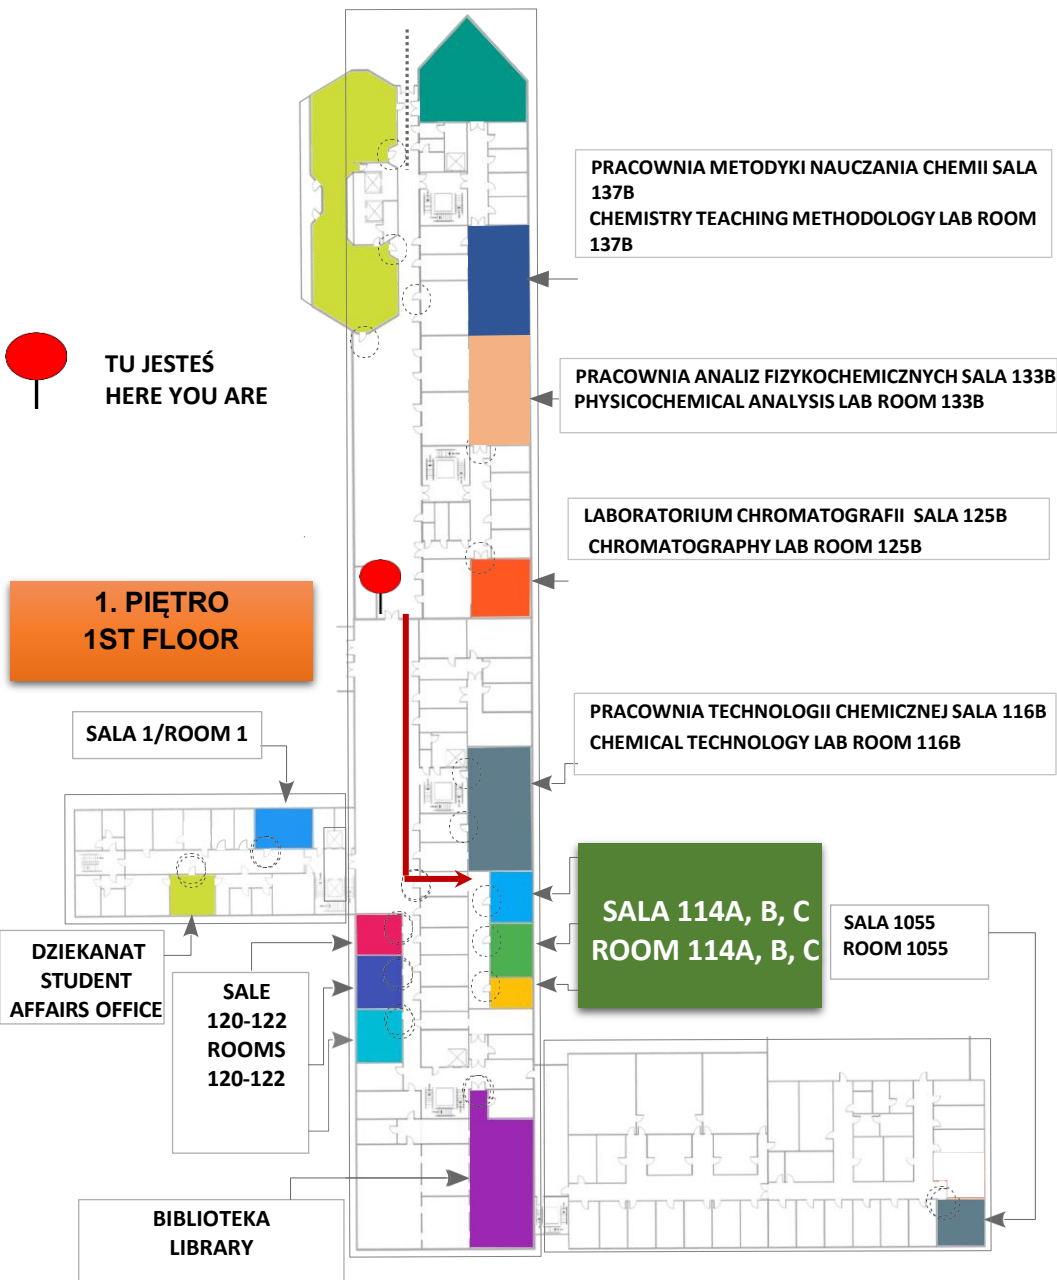 PRACOWNIA METODYKI NAUCZANIA CHEMII SALA
137B
CHEMISTRY TEACHING METHODOLOGY LAB ROOM
137B
TU JESTEŚ
HERE YOU ARE
PRACOWNIA ANALIZ FIZYKOCHEMICZNYCH SALA 133B
PHYSICOCHEMICAL ANALYSIS LAB ROOM 133B
LABORATORIUM CHROMATOGRAFII SALA 125B
CHROMATOGRAPHY LAB ROOM 125B
1. PIĘTRO
1ST FLOOR
PRACOWNIA TECHNOLOGII CHEMICZNEJ SALA 116B
CHEMICAL TECHNOLOGY LAB ROOM 116B
SALA 1/ROOM 1
SALA 114A, B, C
ROOM 114A, B, C
SALA 1055
ROOM 1055
DZIEKANAT
STUDENT
AFFAIRS OFFICE
SALE
120-122
ROOMS
120-122
BIBLIOTEKA
LIBRARY